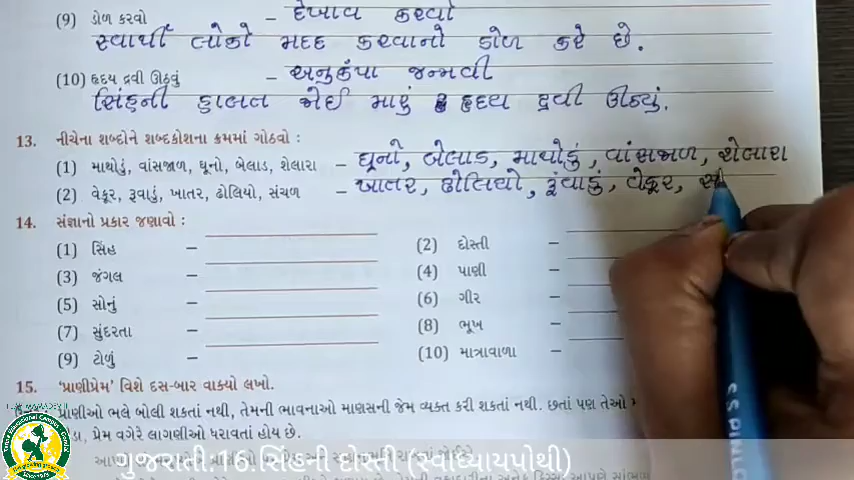 (9) ડોળ કરવો – દેખાવ કરવો
સ્વાર્થી લોકો મદદ કરવાનો ડોળ કરે છે.
(10) હૃદય દ્રવી ઊઠવું – અનુકંપા જન્મવી
સિંહની હાલત જોઈ મારું હૃદય દ્રવી ઊઠ્યું.
13. નીચેના શબ્દોને શબ્દકોશના ક્રમમાં ગોઠવો :
(1) માથોડું, વાંસજાળ, ધૂનો, બેલાડ, શેલારા – ધૂનો, બેલાડ, માથોડું, વાંસજાળ, શેલારા
(2) વેકૂર, રૂવાડું, ખાતર, ઢોલિયો, સંચળ – ખાતર, ઢોલિયો, રૂંવાડું, વેકૂર, સ
14. સંજ્ઞાનો પ્રકાર જણાવો :
(1) સિંહ – (2) દોસ્તી –
(3) જંગલ – (4) પાણી –
(5) સોનું – (6) ગીર –
(7) સુંદરતા – (8) ભૂખ –
(9) ટોળું – (10) માત્રાવાળા –
15. 'પ્રાણીપ્રેમ' વિશે દસ-બાર વાક્યો લખો.
પ્રાણીઓ ભલે બોલી શકતાં નથી, તેમની ભાવનાઓ માણસની જેમ વ્યક્ત કરી શકતાં નથી. છતાં પણ તેઓ
પ્રેમ વગેરે લાગણીઓ ધરાવતાં હોય છે.
ગુજરાતી.16.સિંહની દોસ્તી (સ્વાધ્યાયપોથી)